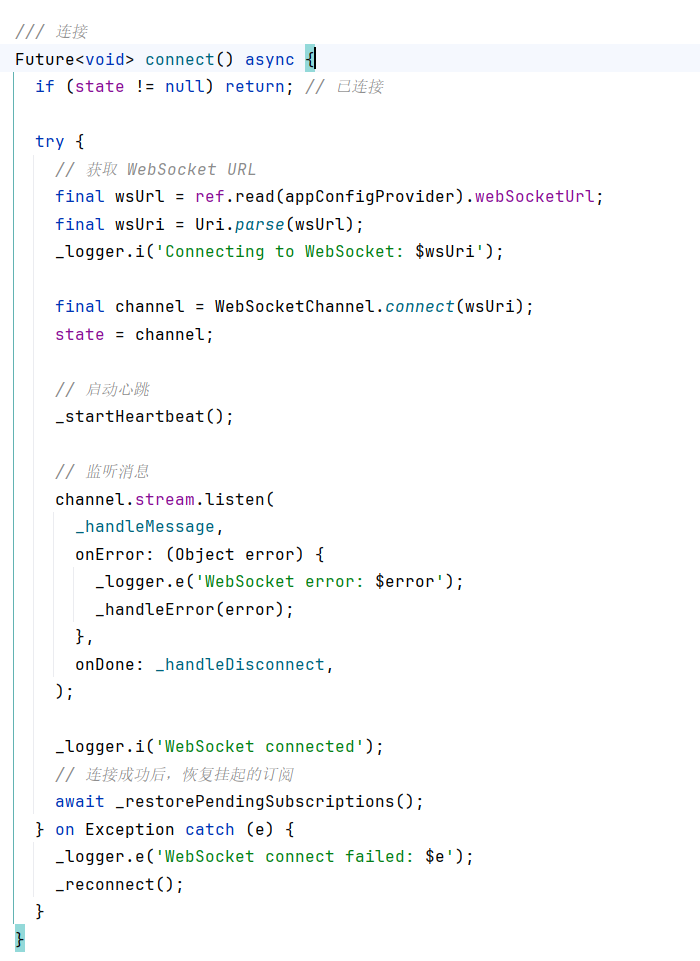 /// 连接
Future<void> connect() async {
  if (state != null) return; // 已连接

  try {
    // 获取 WebSocket URL
    final wsUrl = ref.read(appConfigProvider).webSocketUrl;
    final wsUri = Uri.parse(wsUrl);
    _logger.i('Connecting to WebSocket: $wsUri');

    final channel = WebSocketChannel.connect(wsUri);
    state = channel;

    // 启动心跳
    _startHeartbeat();

    // 监听消息
    channel.stream.listen(
      _handleMessage,
      onError: (Object error) {
        _logger.e('WebSocket error: $error');
        _handleError(error);
      },
      onDone: _handleDisconnect,
    );

    _logger.i('WebSocket connected');
    // 连接成功后，恢复挂起的订阅
    await _restorePendingSubscriptions();
  } on Exception catch (e) {
    _logger.e('WebSocket connect failed: $e');
    _reconnect();
  }
}